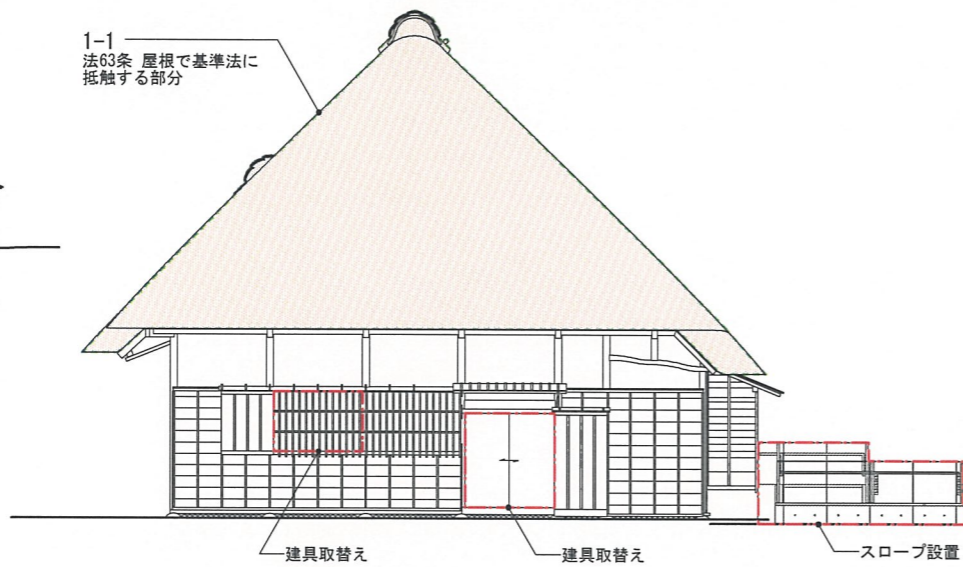 1-1
法63条 屋根で基準法に
抵触する部分
建具取替え
建具取替え
スロープ設置